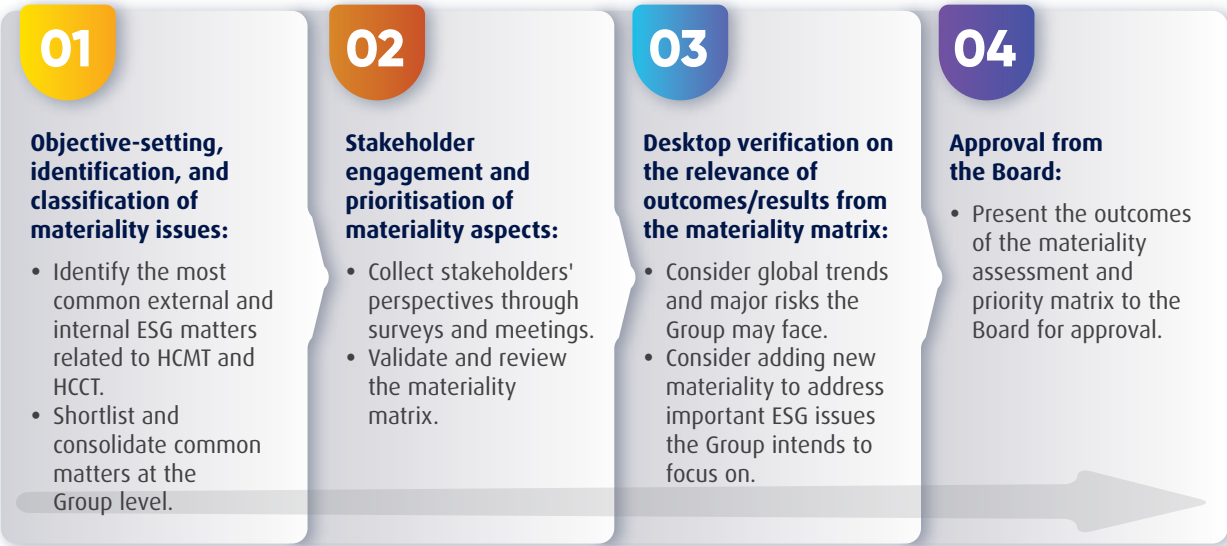 01
Objective-setting,
identification, and
classification of
materiality issues:
• Identify the most
common external and
internal ESG matters
related to HCMT and
HCCT.
• Shortlist and
consolidate common
matters at the
Group level.
02
Stakeholder
engagement and
prioritisation of
materiality aspects:
• Collect stakeholders'
perspectives through
surveys and meetings.
• Validate and review
the materiality
matrix.
03
Desktop verification on
the relevance of
outcomes/results from
the materiality matrix:
• Consider global trends
and major risks the
Group may face.
• Consider adding new
materiality to address
important ESG issues
the Group intends to
focus on.
04
Approval from
the Board:
• Present the outcomes
of the materiality
assessment and
priority matrix to the
Board for approval.